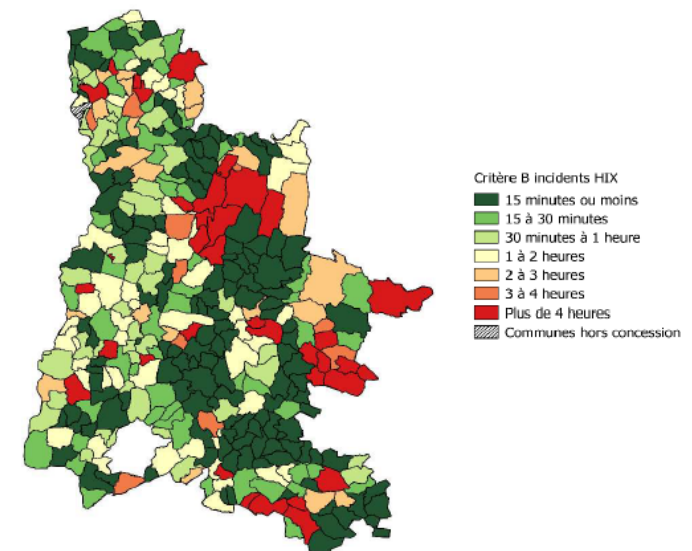 Critère B incidents HIX
15 minutes ou moins
15 à 30 minutes
30 minutes à 1 heure
1 à 2 heures
2 à 3 heures
3 à 4 heures
Plus de 4 heures
Communes hors concession